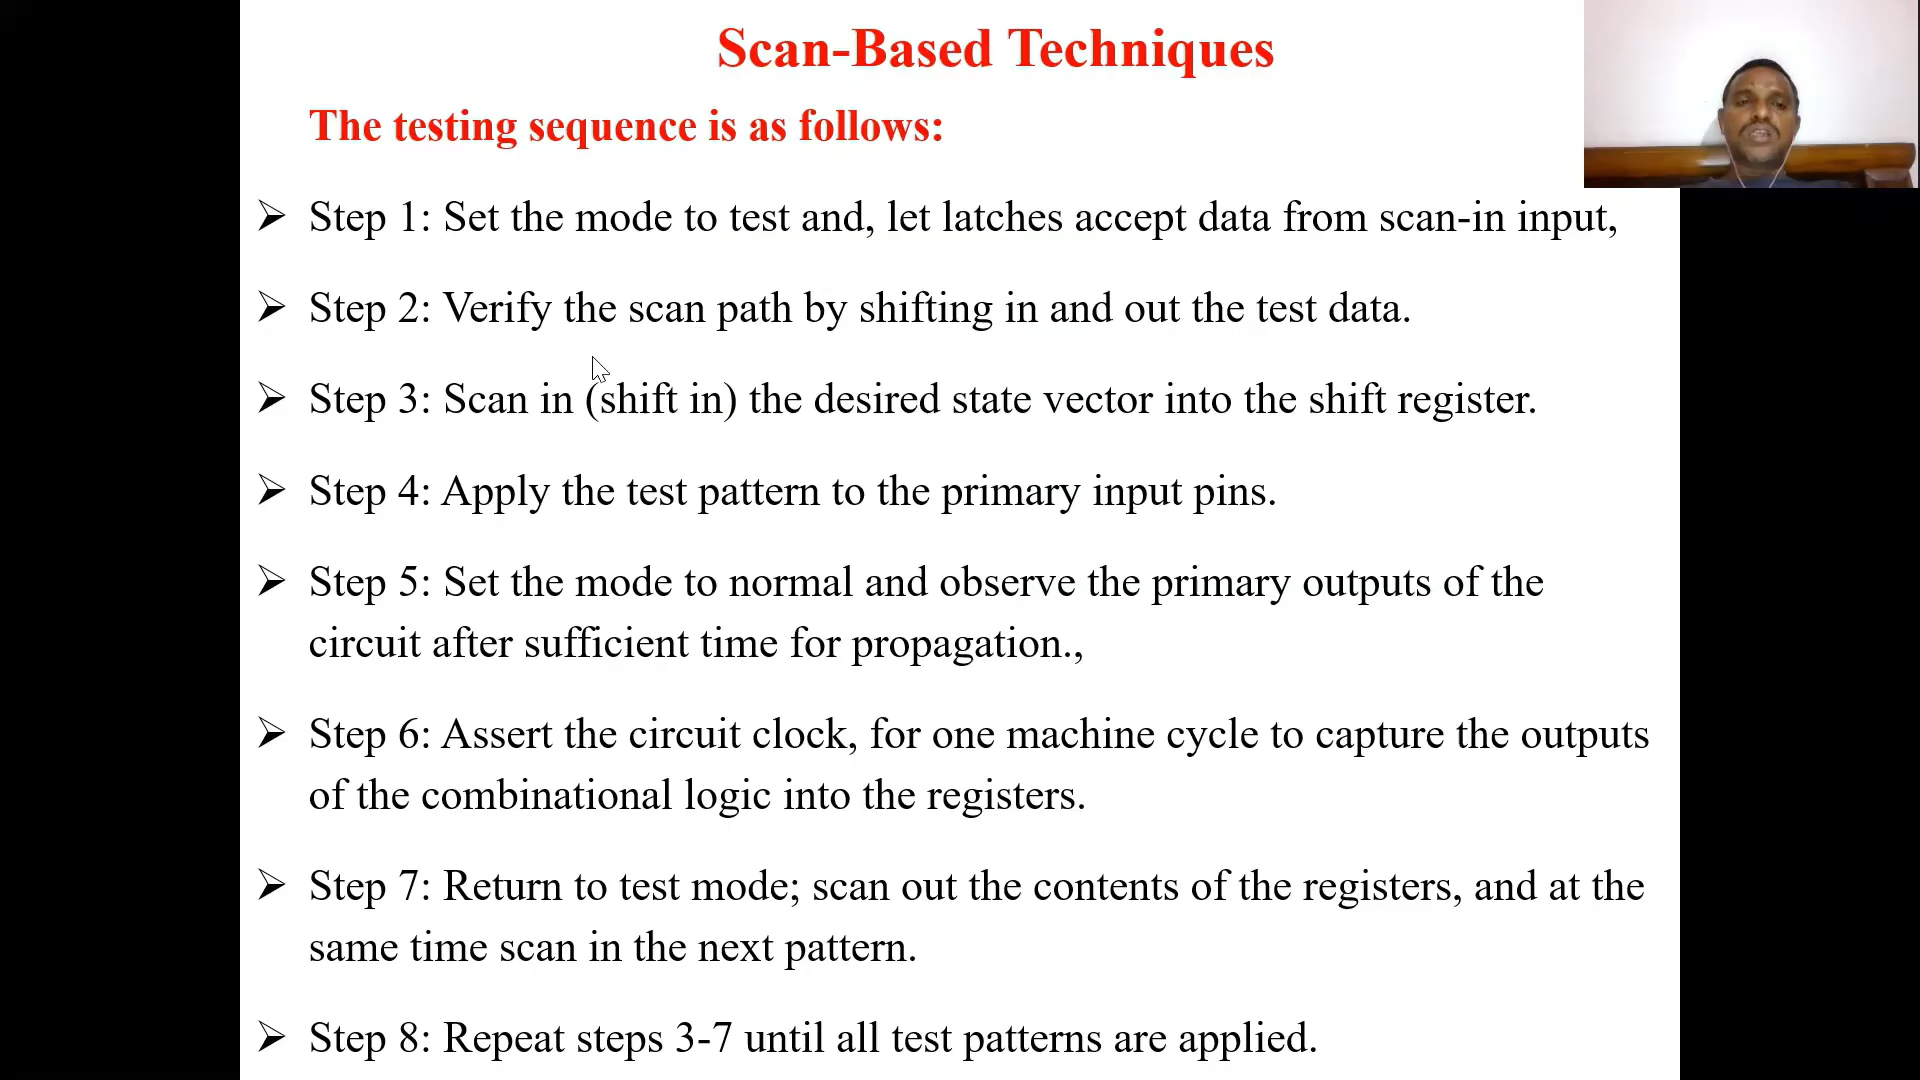 Scan-Based Techniques
The testing sequence is as follows:
➢ Step 1: Set the mode to test and, let latches accept data from scan-in input,
➢ Step 2: Verify the scan path by shifting in and out the test data.
➢ Step 3: Scan in (shift in) the desired state vector into the shift register.
➢ Step 4: Apply the test pattern to the primary input pins.
➢ Step 5: Set the mode to normal and observe the primary outputs of the
circuit after sufficient time for propagation.,
➢ Step 6: Assert the circuit clock, for one machine cycle to capture the outputs
of the combinational logic into the registers.
➢ Step 7: Return to test mode; scan out the contents of the registers, and at the
same time scan in the next pattern.
➢ Step 8: Repeat steps 3-7 until all test patterns are applied.